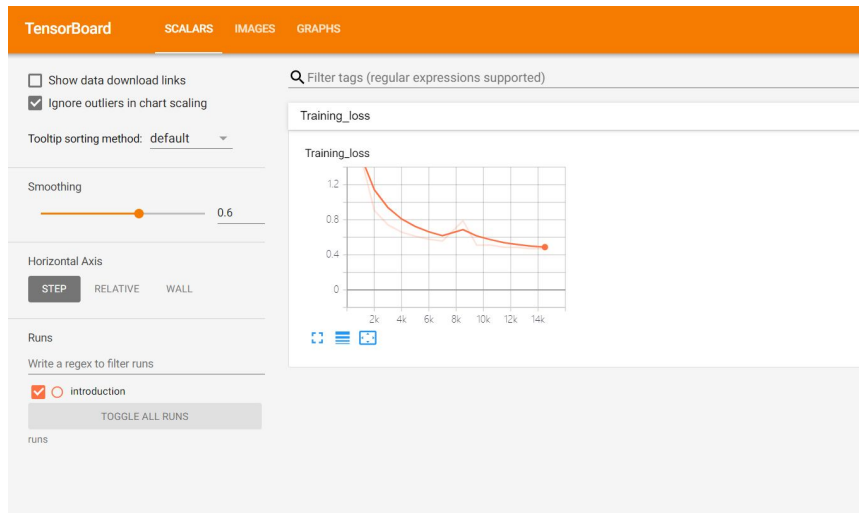 TensorBoard SCALARS IMAGES GRAPHS
Show data download links
Ignore outliers in chart scaling
Tooltip sorting method: default
Smoothing
0.6
Horizontal Axis
STEP RELATIVE WALL
Runs
Write a regex to filter runs
introduction
TOGGLE ALL RUNS
runs
Filter tags (regular expressions supported)
Training_loss
Training_loss
1.2
0.8
0.4
0
2k 4k 6k 8k 10k 12k 14k